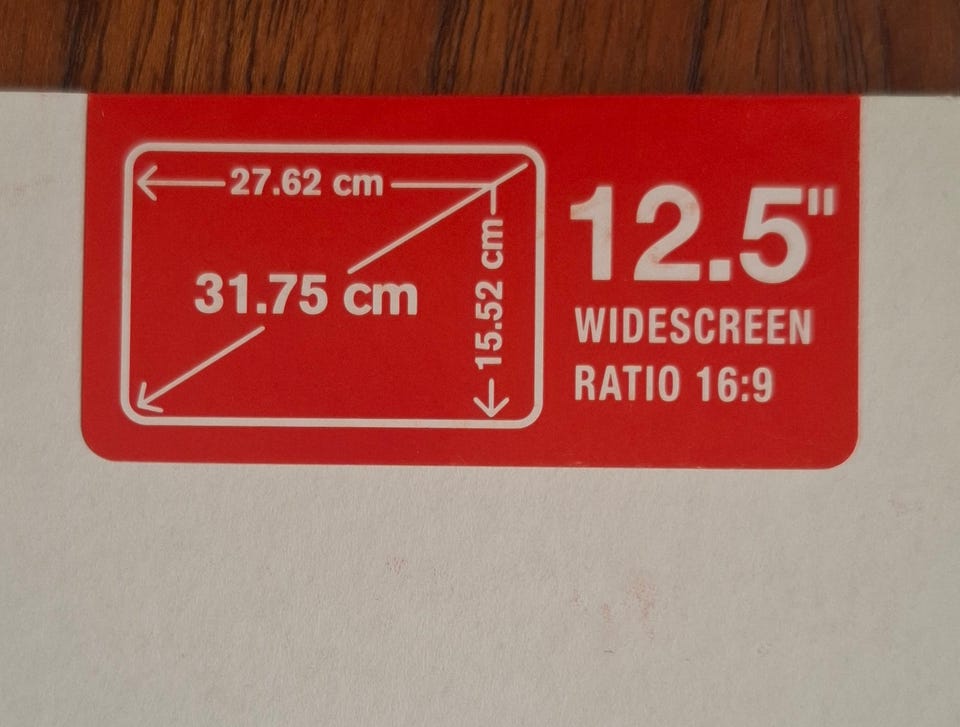 27.62 cm
31.75 cm
15.52 cm
12.5"
WIDESCREEN
RATIO 16:9